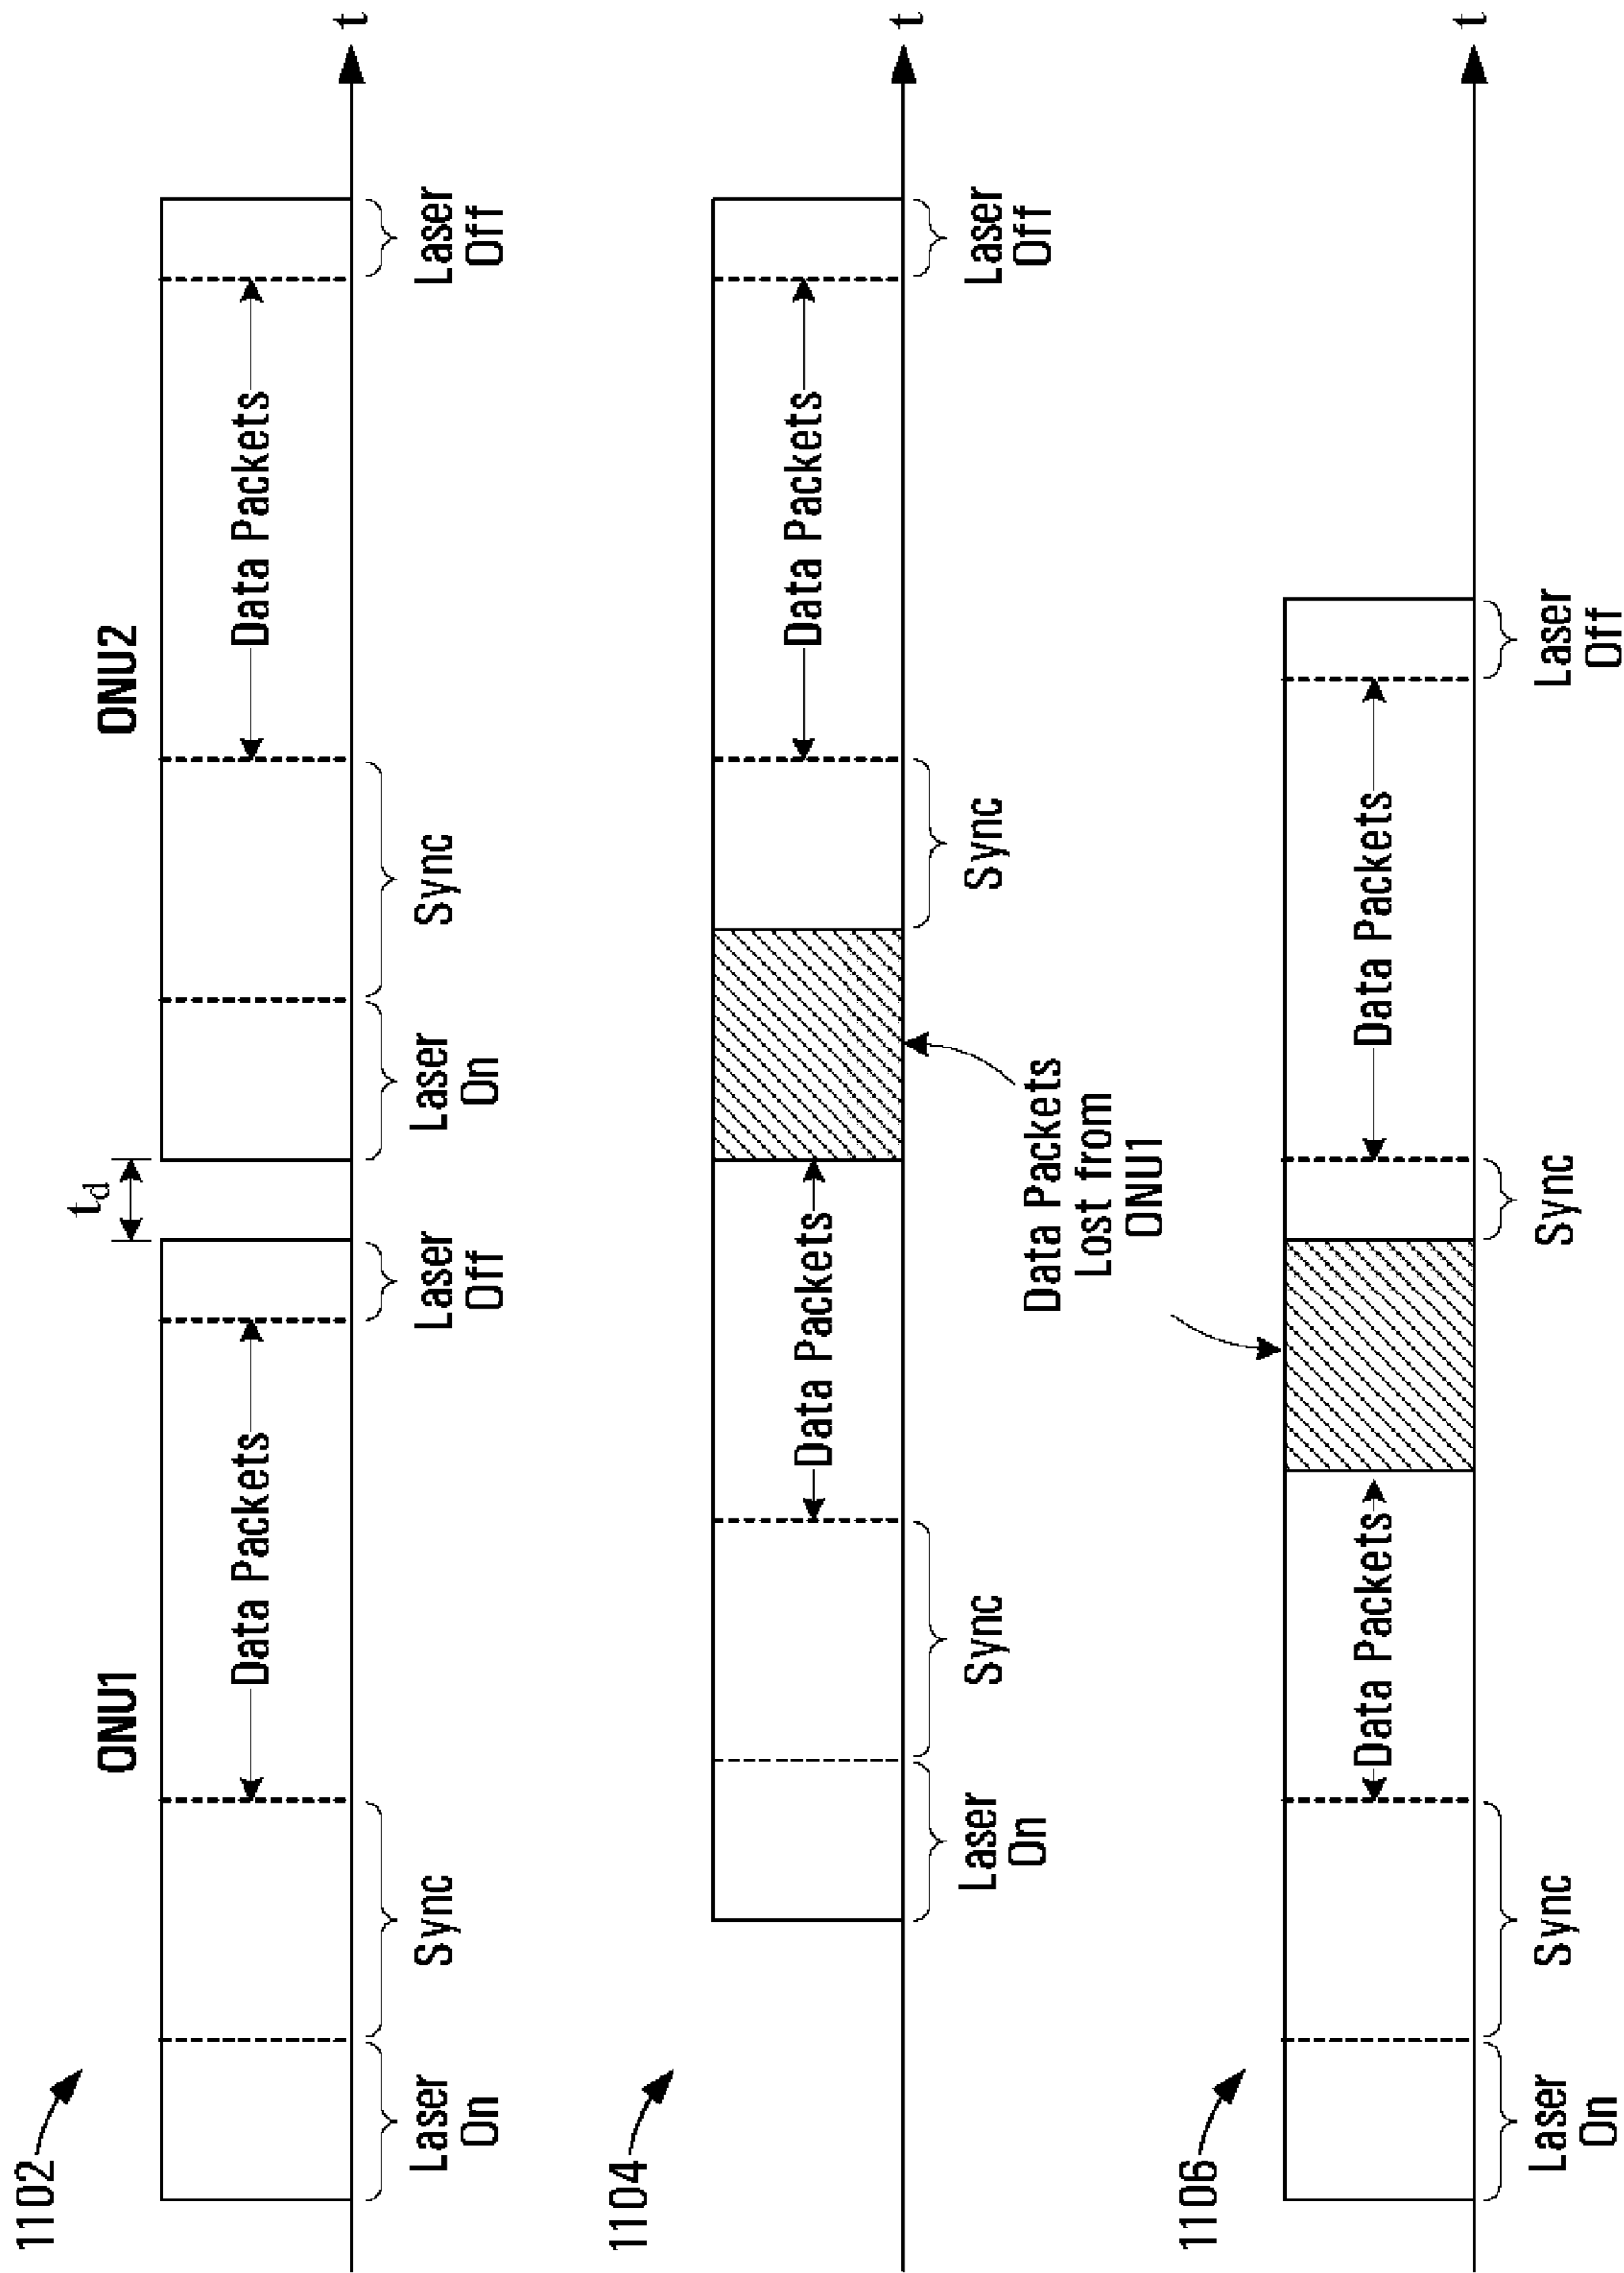 1102
ONU1
t_d
ONU2
Data Packets
Data Packets
t
Laser
On
Sync
Laser
Off
Laser
On
Sync
Laser
Off
1104
Data Packets
Data Packets
t
Laser
On
Sync
Sync
Laser
Off
Data Packets
Lost from
ONU1
1106
Data Packets
Data Packets
t
Laser
On
Sync
Sync
Laser
Off